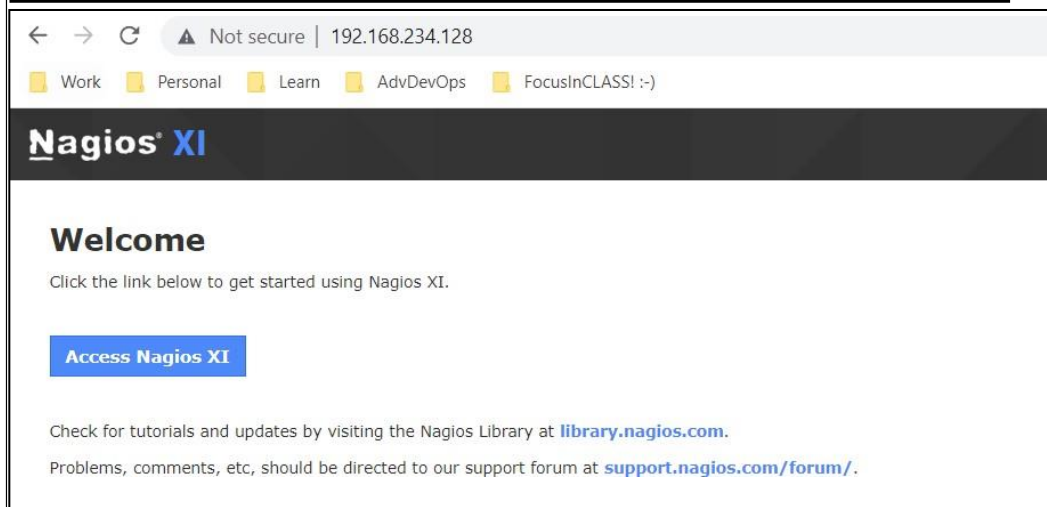 Not secure | 192.168.234.128
Work Personal Learn AdvDevOps FocusInCLASS! :-)
Nagios® XI
Welcome
Click the link below to get started using Nagios XI.
Access Nagios XI
Check for tutorials and updates by visiting the Nagios Library at library.nagios.com.
Problems, comments, etc, should be directed to our support forum at support.nagios.com/forum/.